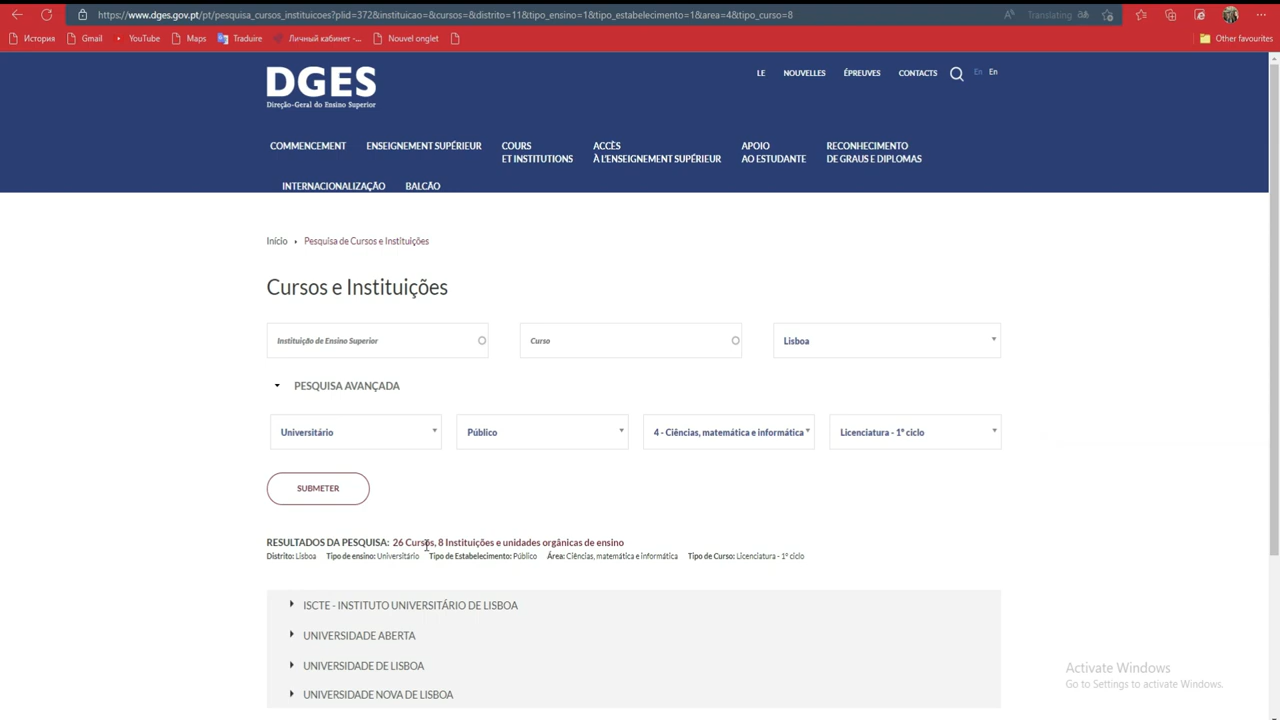 https://www.dges.gov.pt/pt/pesquisa_cursos_instituicoes?plid=372&instituicao=&cursos=&distrito=11&tipo_ensino=1&tipo_estabelecimento=1&area=4&tipo_curso=8
Translating
История
Gmail
YouTube
Maps
Traduire
Личный кабинет -...
Nouvel onglet
Other favourites
DGES
Direção-Geral do Ensino Superior
LE
NOUVELLES
ÉPREUVES
CONTACTS
En
En
COMMENCEMENT
ENSEIGNEMENT SUPÉRIEUR
COURS
ET INSTITUTIONS
ACCÈS
À L'ENSEIGNEMENT SUPÉRIEUR
APOIO
AO ESTUDANTE
RECONHECIMENTO
DE GRAUS E DIPLOMAS
INTERNACIONALIZAÇÃO
BALCÃO
Início
Pesquisa de Cursos e Instituições
Cursos e Instituições
Instituição de Ensino Superior
Curso
Lisboa
PESQUISA AVANÇADA
Universitário
Público
4 - Ciências, matemática e informática
Licenciatura - 1º ciclo
SUBMETER
RESULTADOS DA PESQUISA: 26 Cursos, 8 Instituições e unidades orgânicas de ensino
Distrito: Lisboa Tipo de ensino: Universitário Tipo de Estabelecimento: Público Área: Ciências, matemática e informática Tipo de Curso: Licenciatura - 1º ciclo
ISCTE - INSTITUTO UNIVERSITÁRIO DE LISBOA
UNIVERSIDADE ABERTA
UNIVERSIDADE DE LISBOA
UNIVERSIDADE NOVA DE LISBOA
Activate Windows
Go to Settings to activate Windows.